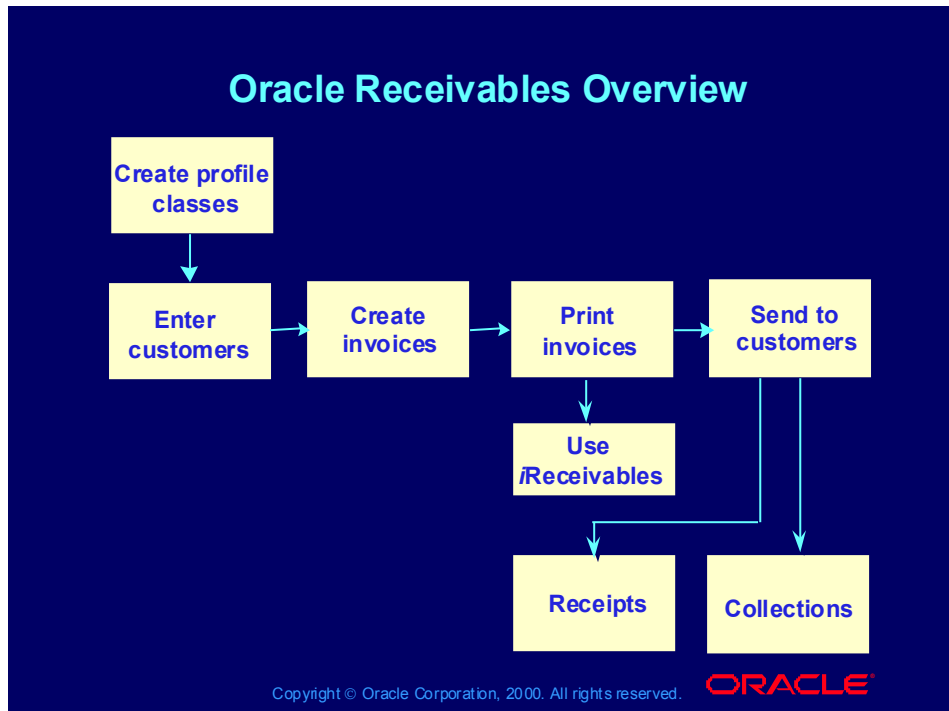 Oracle Receivables Overview
Create profile
classes
Enter
customers
Create
invoices
Print
invoices
Send to
customers
Use
iReceivables
Receipts
Collections
Copyright © Oracle Corporation, 2000. All rights reserved.
ORACLE®